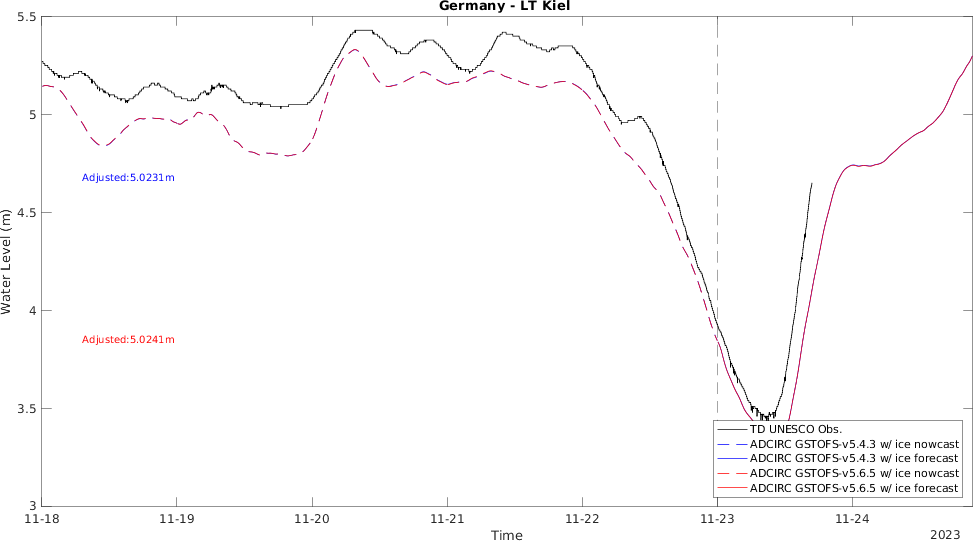 Germany - LT Kiel
Water Level (m)
5.5
5
4.5
4
3.5
3
Adjusted:5.0231m
Adjusted:5.0241m
TD UNESCO Obs.
ADCIRC GSTOFS-v5.4.3 w/ ice nowcast
ADCIRC GSTOFS-v5.4.3 w/ ice forecast
ADCIRC GSTOFS-v5.6.5 w/ ice nowcast
ADCIRC GSTOFS-v5.6.5 w/ ice forecast
11-18 11-19 11-20 11-21 11-22 11-23 11-24
Time
2023